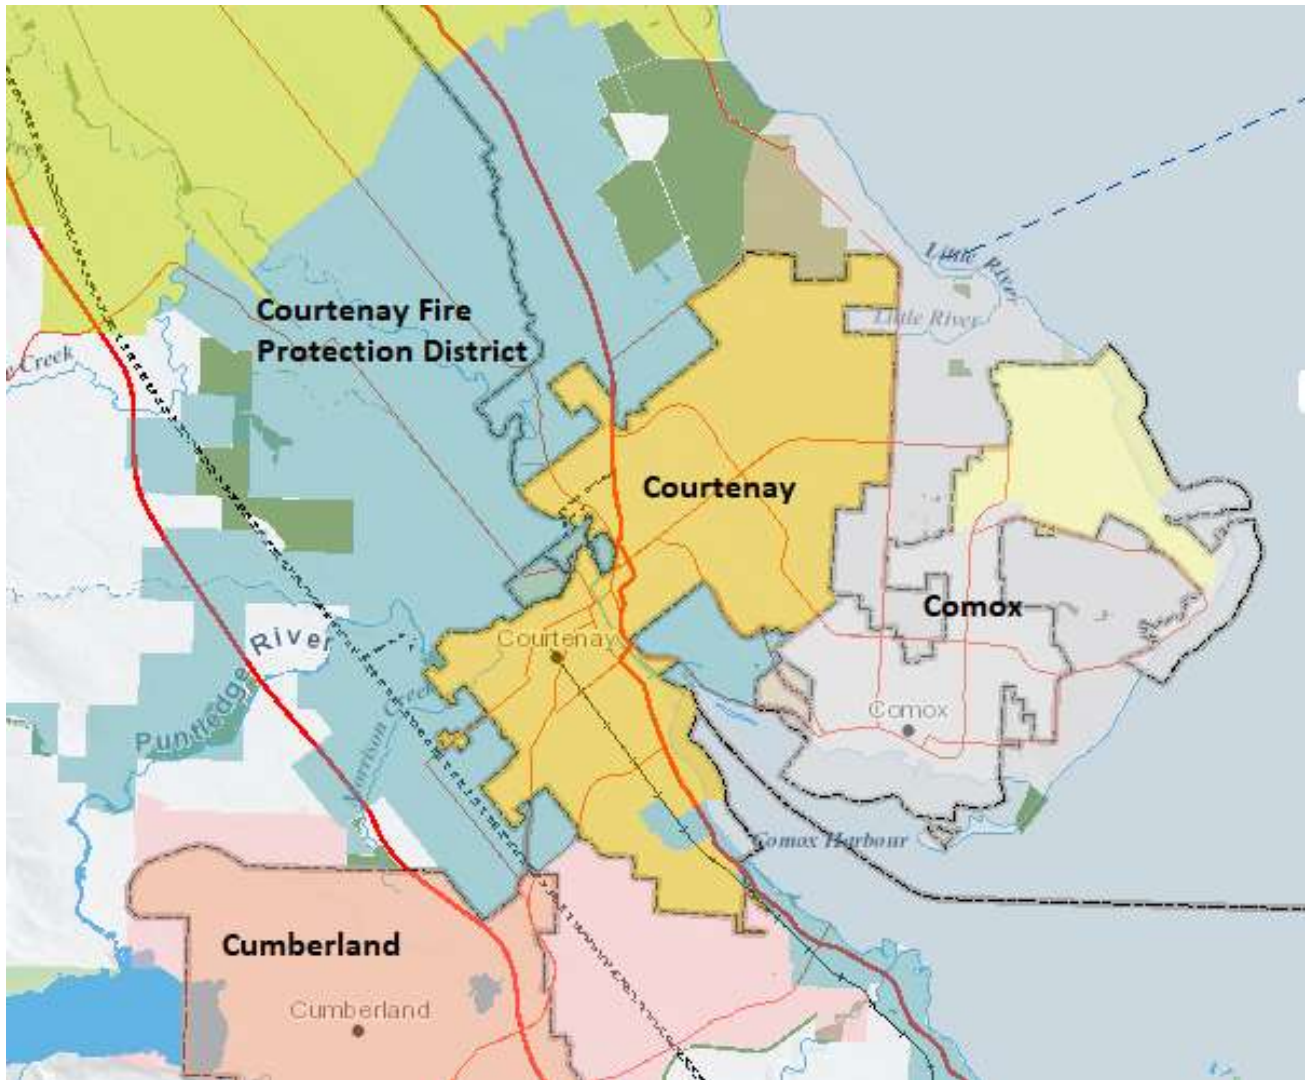 Little River
Courtenay Fire
Protection District
Little River
Creek
Courtenay
Comox
Courtenay
River
Puntledge
Comox
Comox Harbour
Cumberland
Cumberland